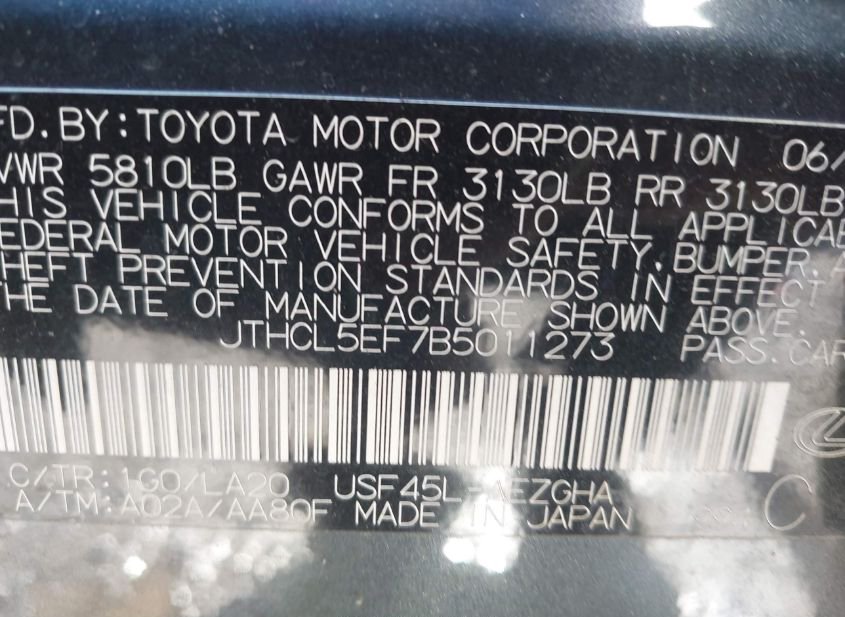 FD. BY: TOYOTA MOTOR CORPORATION 06/
VWR 5810LB GAWR FR 3130LB RR 3130LB
HIS VEHICLE CONFORMS TO ALL APPLICAB
EDERAL MOTOR VEHICLE SAFETY, BUMPER, A
HEFT PREVENTION STANDARDS IN EFFECT
THE DATE OF MANUFACTURE SHOWN ABOVE.
JTHCL5EF7B5011273 PASS.CAR
C/TR:1G0/LA20 USF45L-AEZGHA
A/TM:A02A/AA80F MADE IN JAPAN C